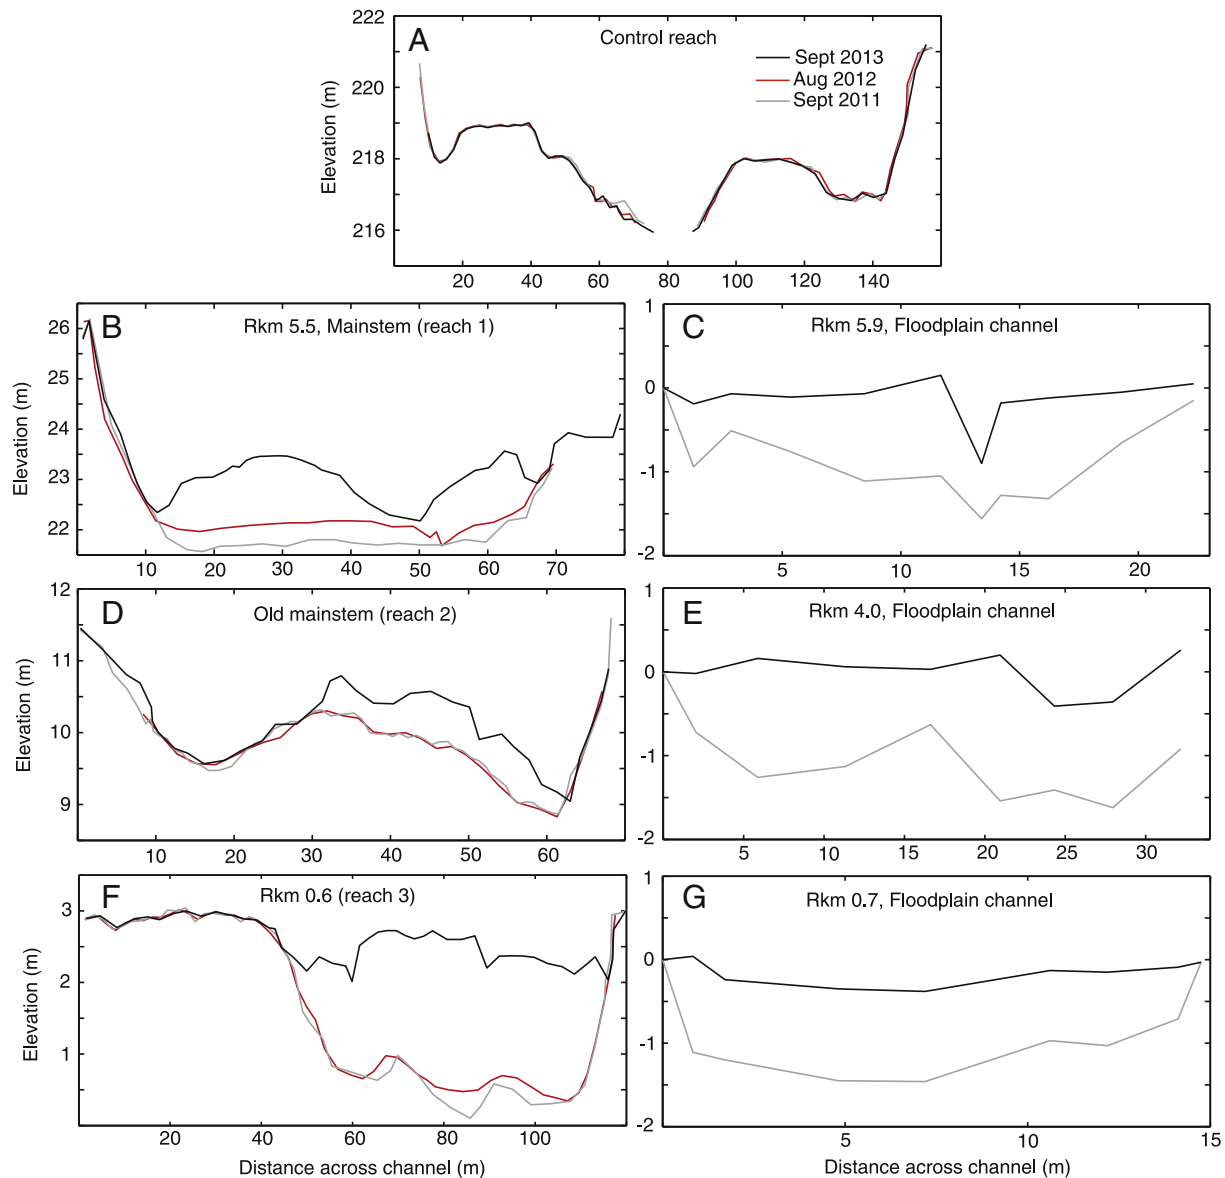 A
Control reach
Sept 2013
Aug 2012
Sept 2011
Elevation (m)
222
220
218
216
20 40 60 80 100 120 140
B
Rkm 5.5, Mainstem (reach 1)
Elevation (m)
26
25
24
23
22
10 20 30 40 50 60 70
C
Rkm 5.9, Floodplain channel
1
0
-1
-2
5 10 15 20
D
Old mainstem (reach 2)
Elevation (m)
12
11
10
9
10 20 30 40 50 60
E
Rkm 4.0, Floodplain channel
1
0
-1
-2
5 10 15 20 25 30
F
Rkm 0.6 (reach 3)
Elevation (m)
3
2
1
20 40 60 80 100
Distance across channel (m)
G
Rkm 0.7, Floodplain channel
1
0
-1
-2
5 10 15
Distance across channel (m)